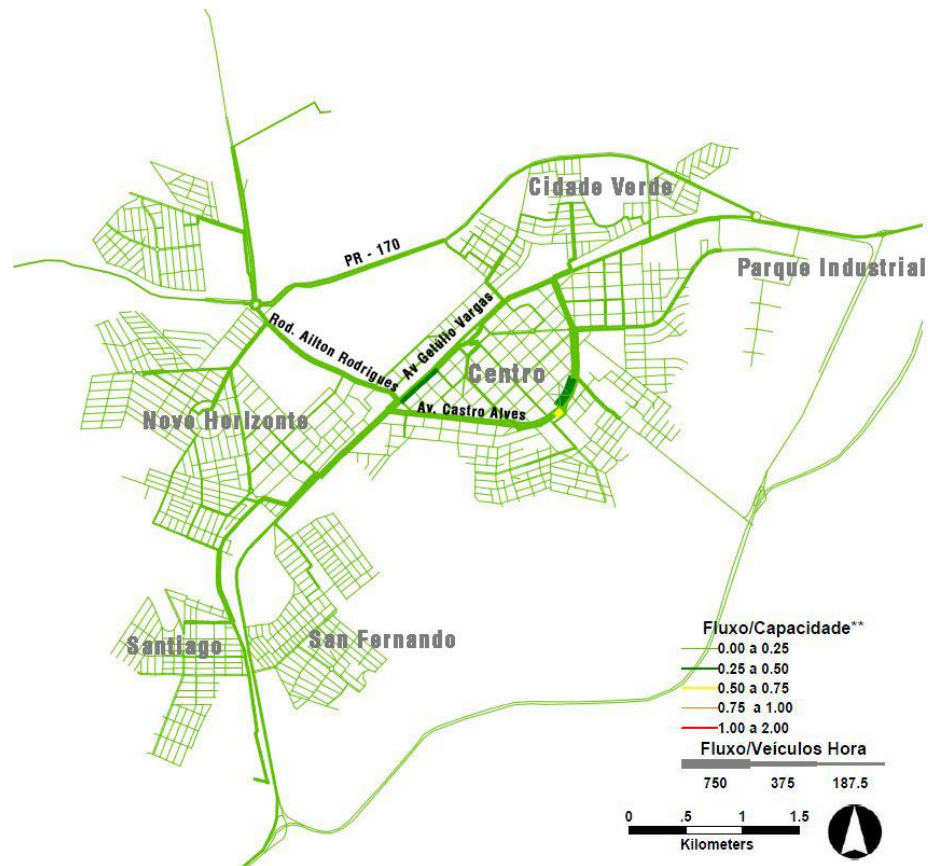 Cidade Verde
PR - 170
Parque Industrial
Av Getúlio Vargas
Rod. Ailton Rodrigues
Centro
Av. Castro Alves
Novo Horizonte
San Fernando
Santiago
Fluxo/Capacidade**
0.00 a 0.25
0.25 a 0.50
0.50 a 0.75
0.75 a 1.00
1.00 a 2.00
Fluxo/Veículos Hora
750 375 187.5
0 .5 1 1.5
Kilometers